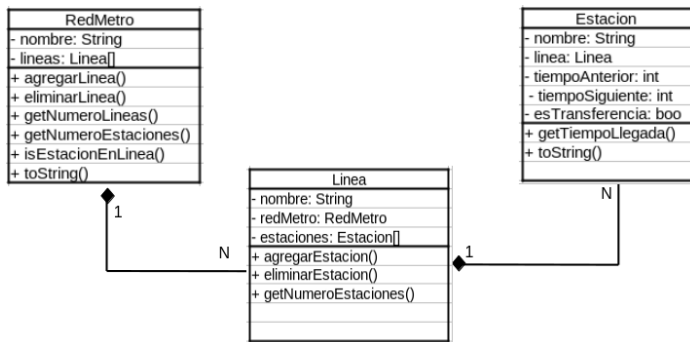 RedMetro
- nombre: String
- lineas: Linea[]
+ agregarLinea()
+ eliminarLinea()
+ getNumeroLineas()
+ getNumeroEstaciones()
+ isEstacionEnLinea()
+ toString()
1
N
Linea
- nombre: String
- redMetro: RedMetro
- estaciones: Estacion[]
+ agregarEstacion()
+ eliminarEstacion()
+ getNumeroEstaciones()
1
N
Estacion
- nombre: String
- linea: Linea
- tiempoAnterior: int
- tiempoSiguiente: int
- esTransferencia: boo
+ getTiempoLlegada()
+ toString()